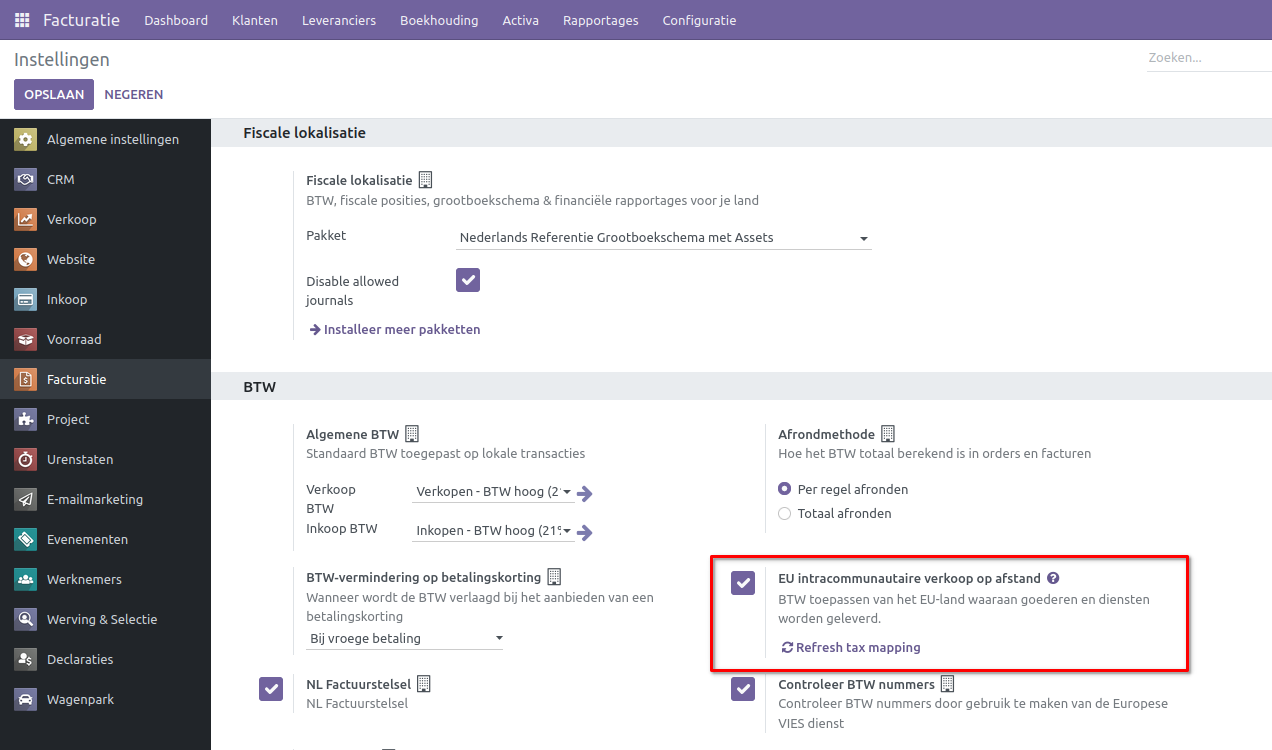 Facturatie Dashboard Klanten Leveranciers Boekhouding Activa Rapportages Configuratie
Instellingen
Zoeken...
OPSLAAN NEGEREN
Algemene instellingen
CRM
Verkoop
Website
Inkoop
Voorraad
Facturatie
Project
Urenstaten
E-mailmarketing
Evenementen
Werknemers
Werving & Selectie
Declaraties
Wagenpark
Fiscale lokalisatie
Fiscale lokalisatie
BTW, fiscale posities, grootboekschema & financiële rapportages voor je land
Pakket Nederlands Referentie Grootboekschema met Assets
Disable allowed
journals
Installeer meer pakketten
BTW
Algemene BTW
Standaard BTW toegepast op lokale transacties
Verkoop
BTW
Verkopen - BTW hoog (2
Inkoop BTW Inkopen - BTW hoog (21%
Afrondmethode
Hoe het BTW totaal berekend is in orders en facturen
Per regel afronden
Totaal afronden
BTW-vermindering op betalingskorting
Wanneer wordt de BTW verlaagd bij het aanbieden van een
betalingskorting
Bij vroege betaling
EU intracommunautaire verkoop op afstand ?
BTW toepassen van het EU-land waaraan goederen en diensten
worden geleverd.
Refresh tax mapping
NL Factuurstelsel
NL Factuurstelsel
Controleer BTW nummers
Controleer BTW nummers door gebruik te maken van de Europese
VIES dienst